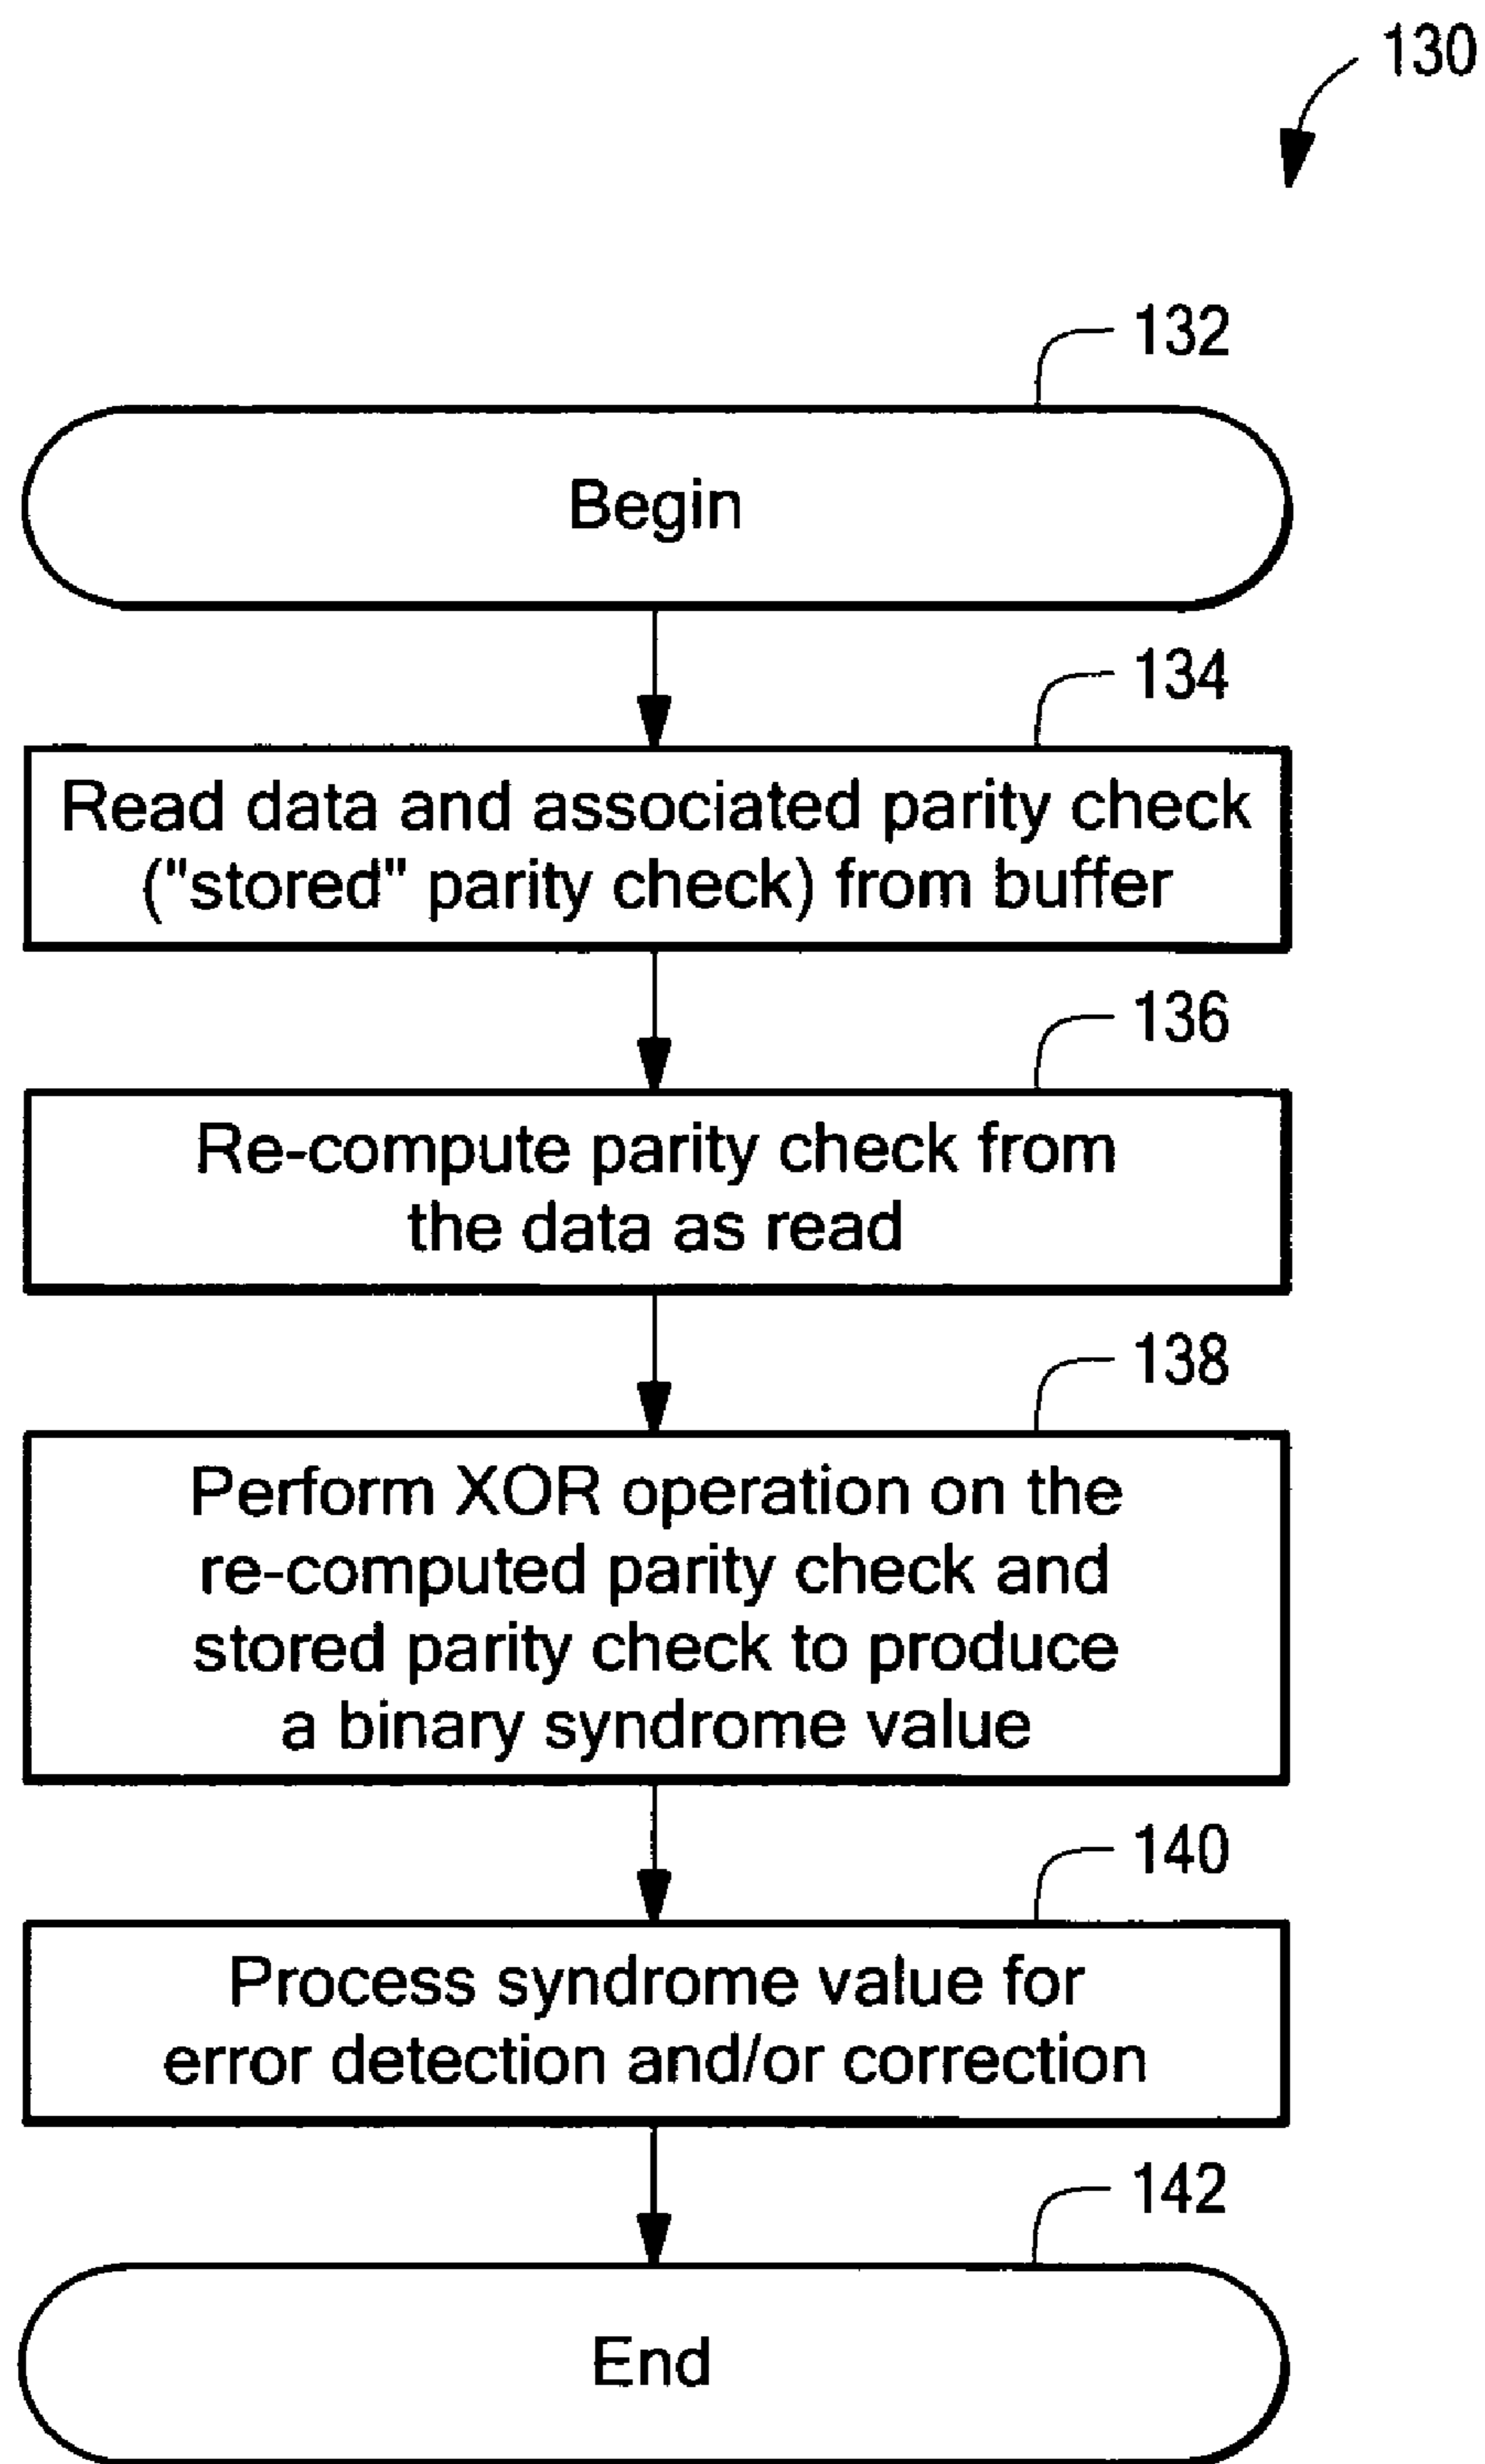 130
132
Begin
134
Read data and associated parity check
("stored" parity check) from buffer
136
Re-compute parity check from
the data as read
138
Perform XOR operation on the
re-computed parity check and
stored parity check to produce
a binary syndrome value
140
Process syndrome value for
error detection and/or correction
142
End